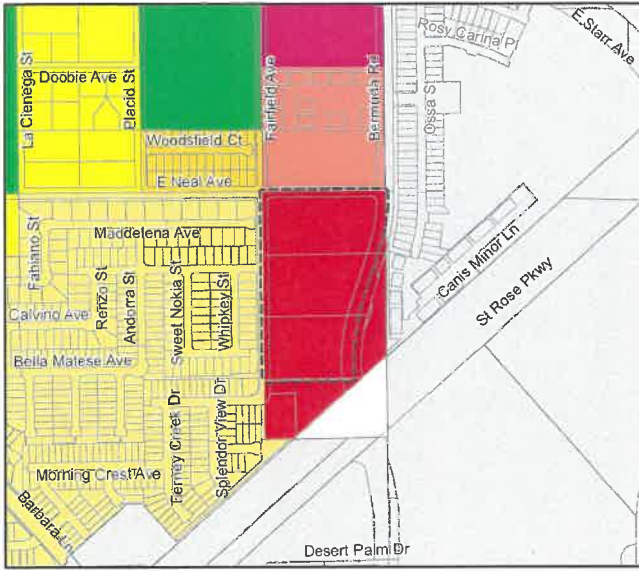 Rosy Carina Pl
E Starr Ave
La Cienega St
Doobie Ave
Placid St
Fairfield Ave
Bermuda Rd
Ossa St
Woodsfield Ct
E Neal Ave
Fabiano St
Maddelena Ave
Canis Minor Ln
Renzo St
Andorra St
Sweet Nokia St
Whipkey St
St Rose Pkwy
Calvino Ave
Bella Matese Ave
Tierney Creek Dr
Splendor View Dr
Morning Crest Ave
Barbara Ln
Desert Palm Dr